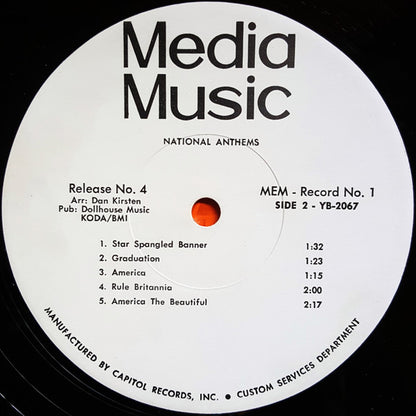 Media
Music
NATIONAL ANTHEMS
Release No. 4
Arr: Dan Kirsten
Pub: Dollhouse Music
KODA/BMI
MEM - Record No. 1
SIDE 2 - YB-2067
1. Star Spangled Banner 1:32
2. Graduation 1:23
3. America 1:15
4. Rule Britannia 2:00
5. America The Beautiful 2:17
MANUFACTURED BY CAPITOL RECORDS, INC. • CUSTOM SERVICES DEPARTMENT